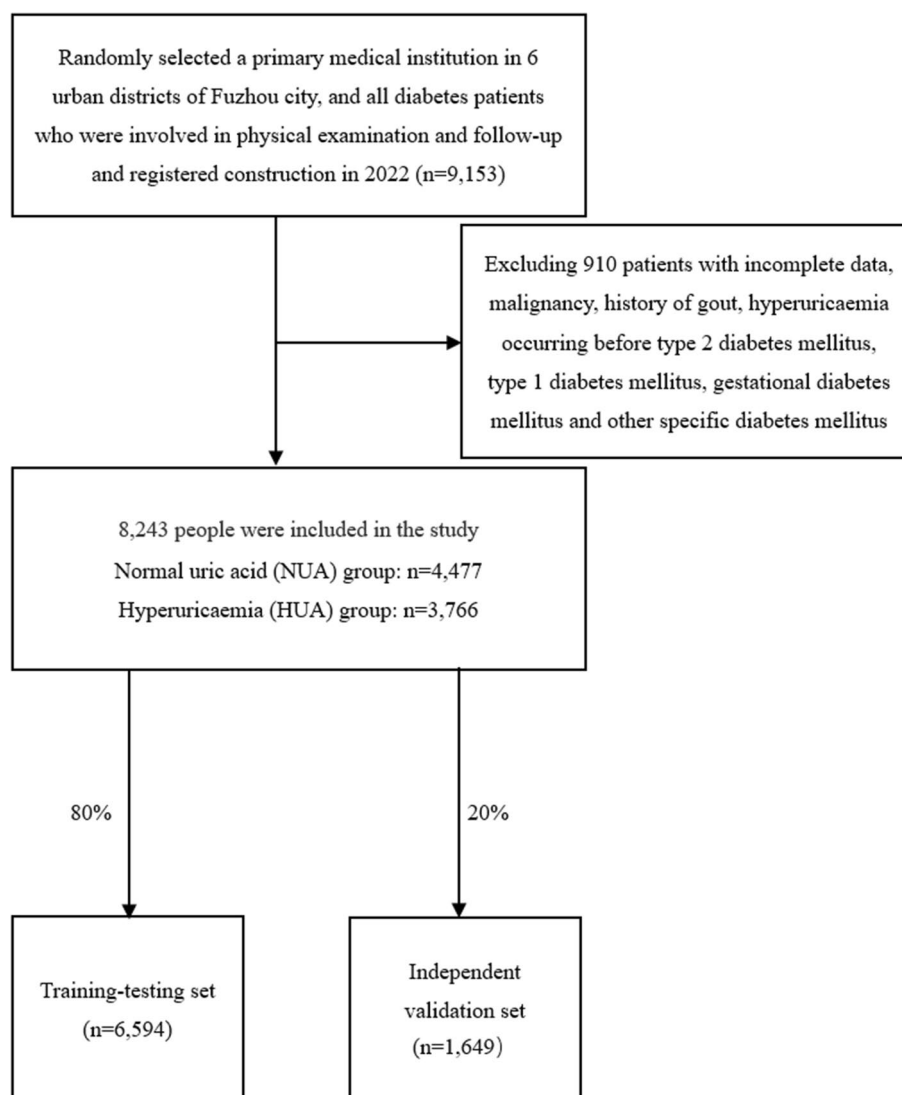 Randomly selected a primary medical institution in 6
urban districts of Fuzhou city, and all diabetes patients
who were involved in physical examination and follow-up
and registered construction in 2022 (n=9,153)
Excluding 910 patients with incomplete data,
malignancy, history of gout, hyperuricaemia
occurring before type 2 diabetes mellitus,
type 1 diabetes mellitus, gestational diabetes
mellitus and other specific diabetes mellitus
8,243 people were included in the study
Normal uric acid (NUA) group: n=4,477
Hyperuricaemia (HUA) group: n=3,766
80%
20%
Training-testing set
(n=6,594)
Independent
validation set
(n=1,649)